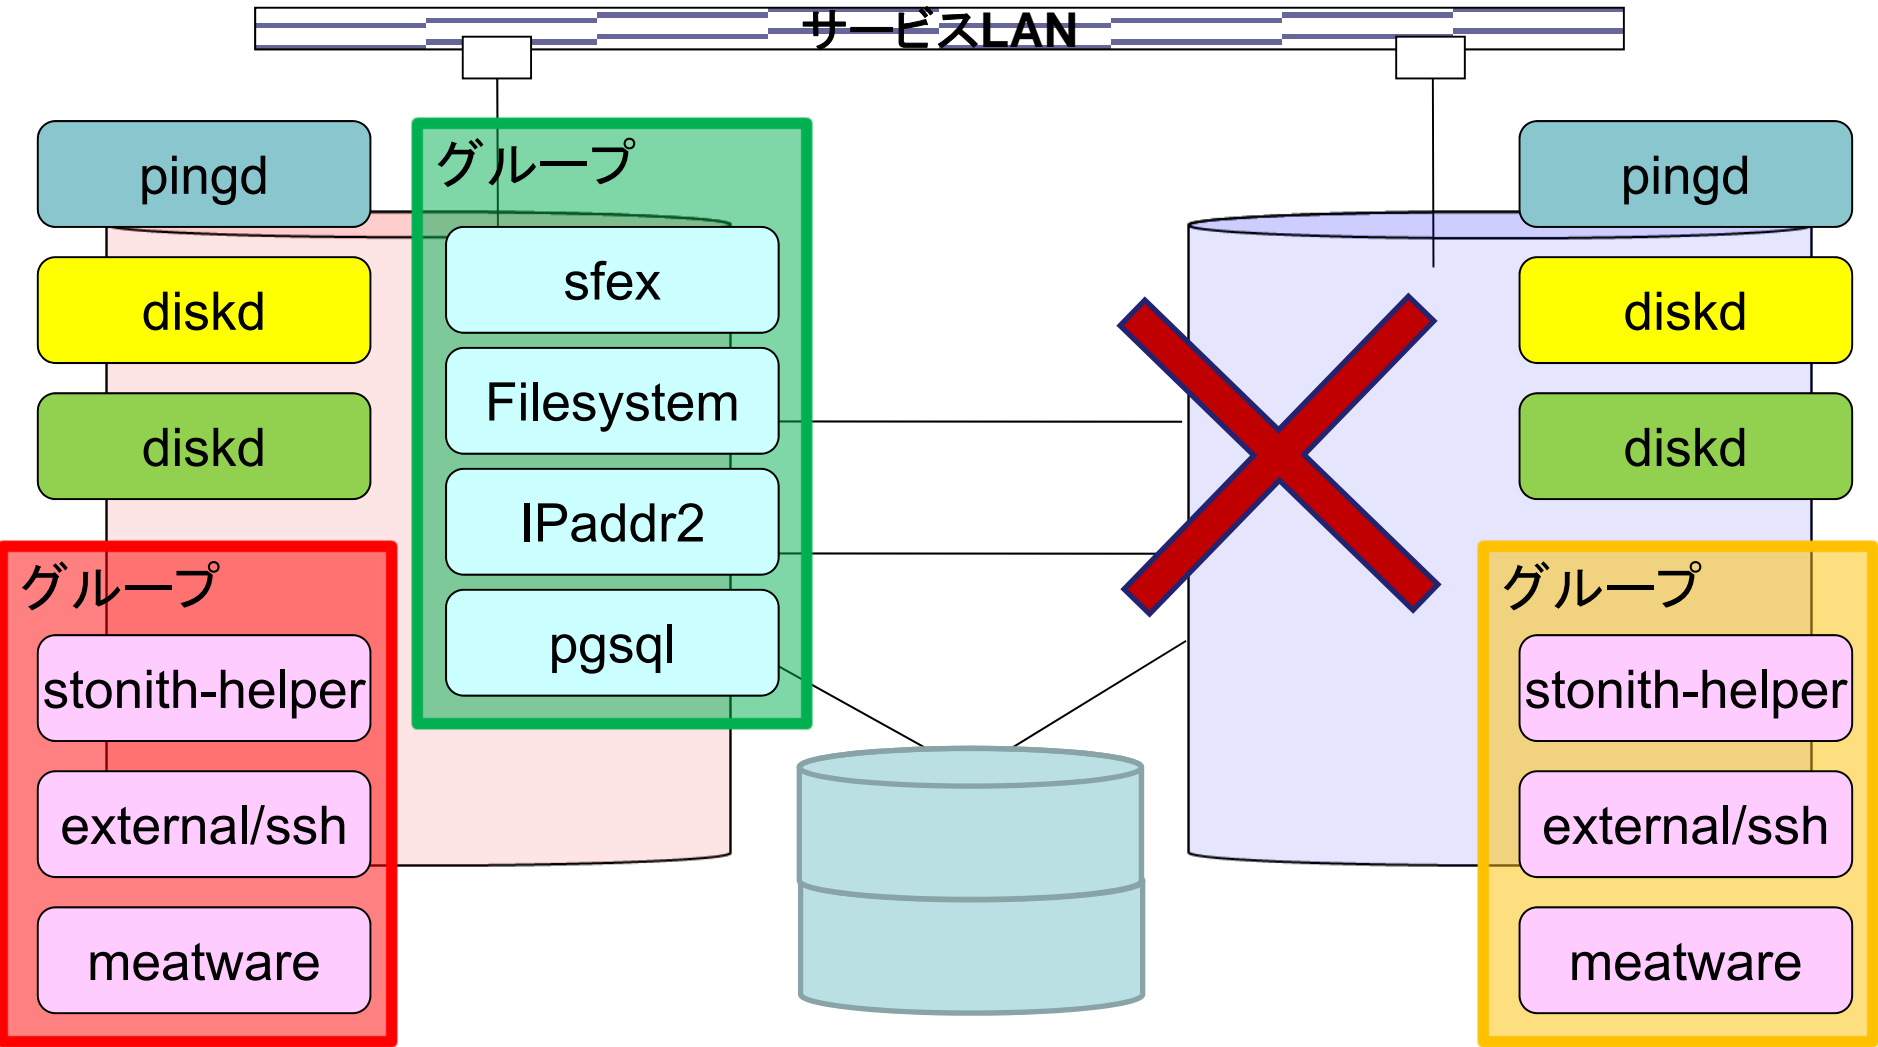 サービスLAN
pingd
diskd
diskd
グループ
stonith-helper
external/ssh
meatware
グループ
sfex
Filesystem
IPaddr2
pgsql
pingd
diskd
diskd
グループ
stonith-helper
external/ssh
meatware